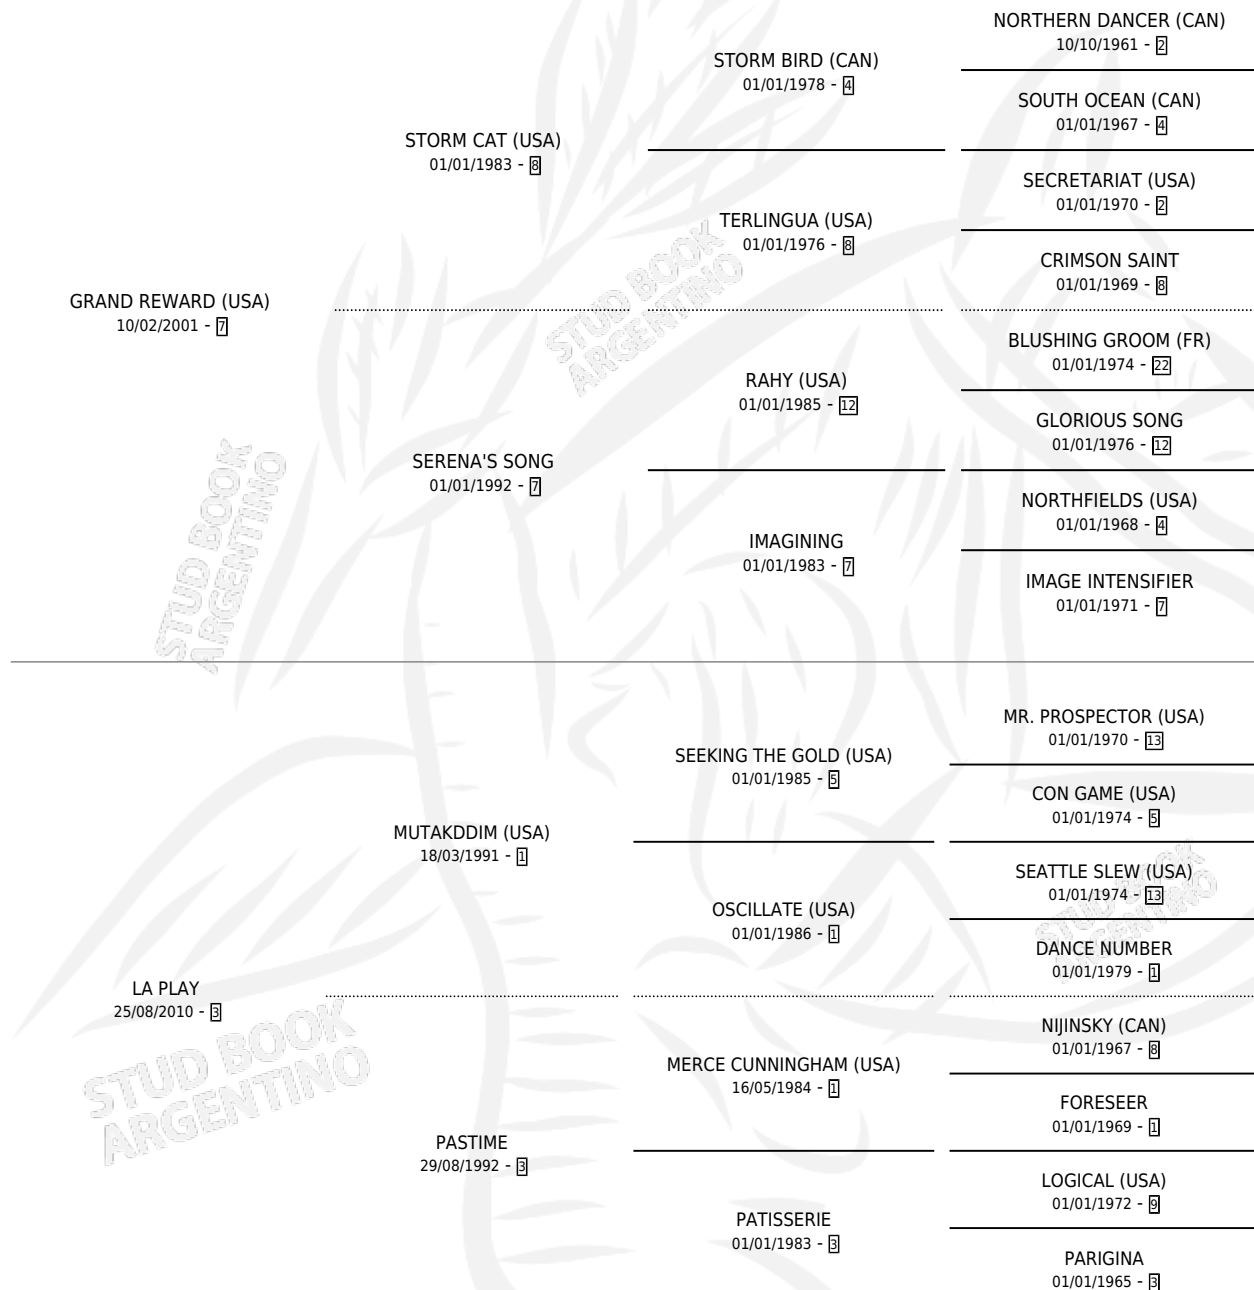 NORTHERN DANCER (CAN)
10/10/1961 - 2
STORM BIRD (CAN)
01/01/1978 - 4
SOUTH OCEAN (CAN)
01/01/1967 - 4
STORM CAT (USA)
01/01/1983 - 8
SECRETARIAT (USA)
01/01/1970 - 2
TERLINGUA (USA)
01/01/1976 - 8
CRIMSON SAINT
01/01/1969 - 8
GRAND REWARD (USA)
10/02/2001 - 7
BLUSHING GROOM (FR)
01/01/1974 - 22
RAHY (USA)
01/01/1985 - 12
GLORIOUS SONG
01/01/1976 - 12
SERENA'S SONG
01/01/1992 - 7
NORTHFIELDS (USA)
01/01/1968 - 4
IMAGINING
01/01/1983 - 7
IMAGE INTENSIFIER
01/01/1971 - 7
MR. PROSPECTOR (USA)
01/01/1970 - 13
SEEKING THE GOLD (USA)
01/01/1985 - 5
CON GAME (USA)
01/01/1974 - 5
MUTAKDDIM (USA)
18/03/1991 - 1
SEATTLE SLEW (USA)
01/01/1974 - 13
OSCILLATE (USA)
01/01/1986 - 1
DANCE NUMBER
01/01/1979 - 1
LA PLAY
25/08/2010 - 3
NIJINSKY (CAN)
01/01/1967 - 8
MERCE CUNNINGHAM (USA)
16/05/1984 - 1
FORESEER
01/01/1969 - 1
PASTIME
29/08/1992 - 3
LOGICAL (USA)
01/01/1972 - 9
PATISSERIE
01/01/1983 - 3
PARIGINA
01/01/1965 - 3
STUD BOOK
ARGENTINO
STUD BOOK
ARGENTINO
STUD BOOK
ARGENTINO
STUD BOOK
ARGENTINO